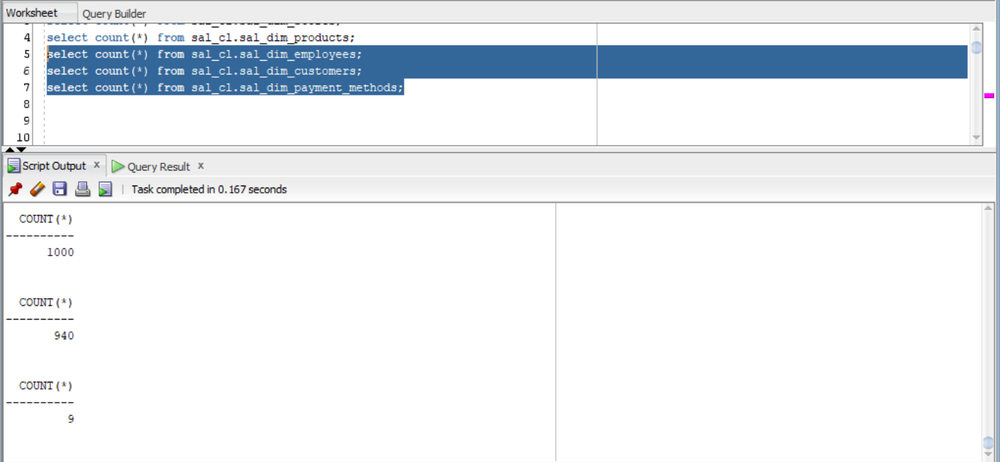 Worksheet Query Builder
4 select count(*) from sal_cl.sal_dim_products;
5 select count(*) from sal_cl.sal_dim_employees;
6 select count(*) from sal_cl.sal_dim_customers;
7 select count(*) from sal_cl.sal_dim_payment_methods;
8
9
10
Script Output x Query Result x
Task completed in 0.167 seconds
COUNT(*)
----------
1000
COUNT(*)
----------
940
COUNT(*)
----------
9